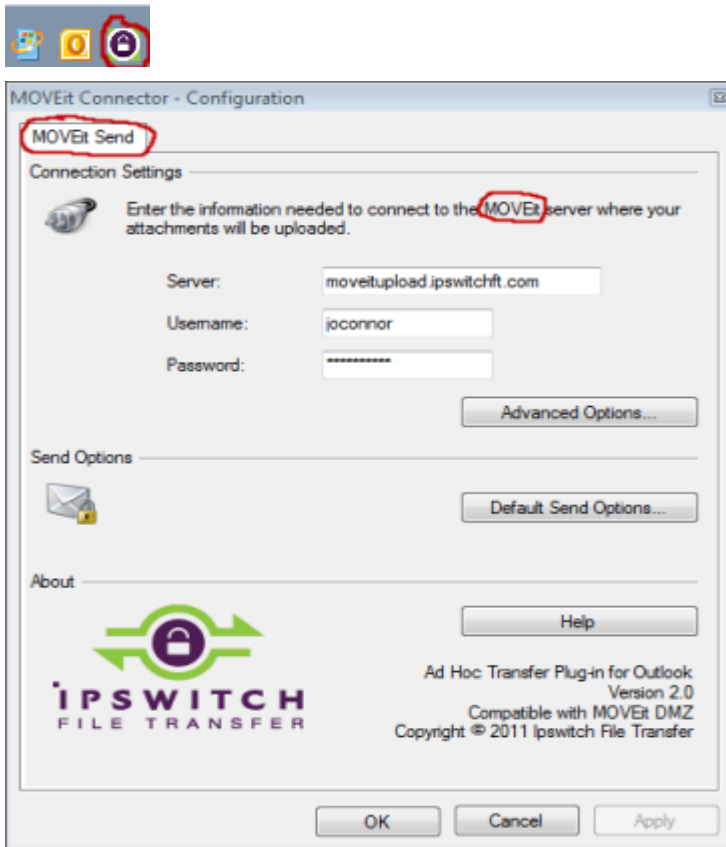 MOVEit Connector - Configuration
MOVEit Send
Connection Settings
Enter the information needed to connect to the MOVEit server where your
attachments will be uploaded.
Server: moveitupload.ipswitchft.com
Username: joconnor
Password: **********
Advanced Options...
Send Options
Default Send Options...
About
Help
IPSWITCH
FILE TRANSFER
Ad Hoc Transfer Plug-in for Outlook
Version 2.0
Compatible with MOVEit DMZ
Copyright © 2011 Ipswitch File Transfer
OK Cancel Apply